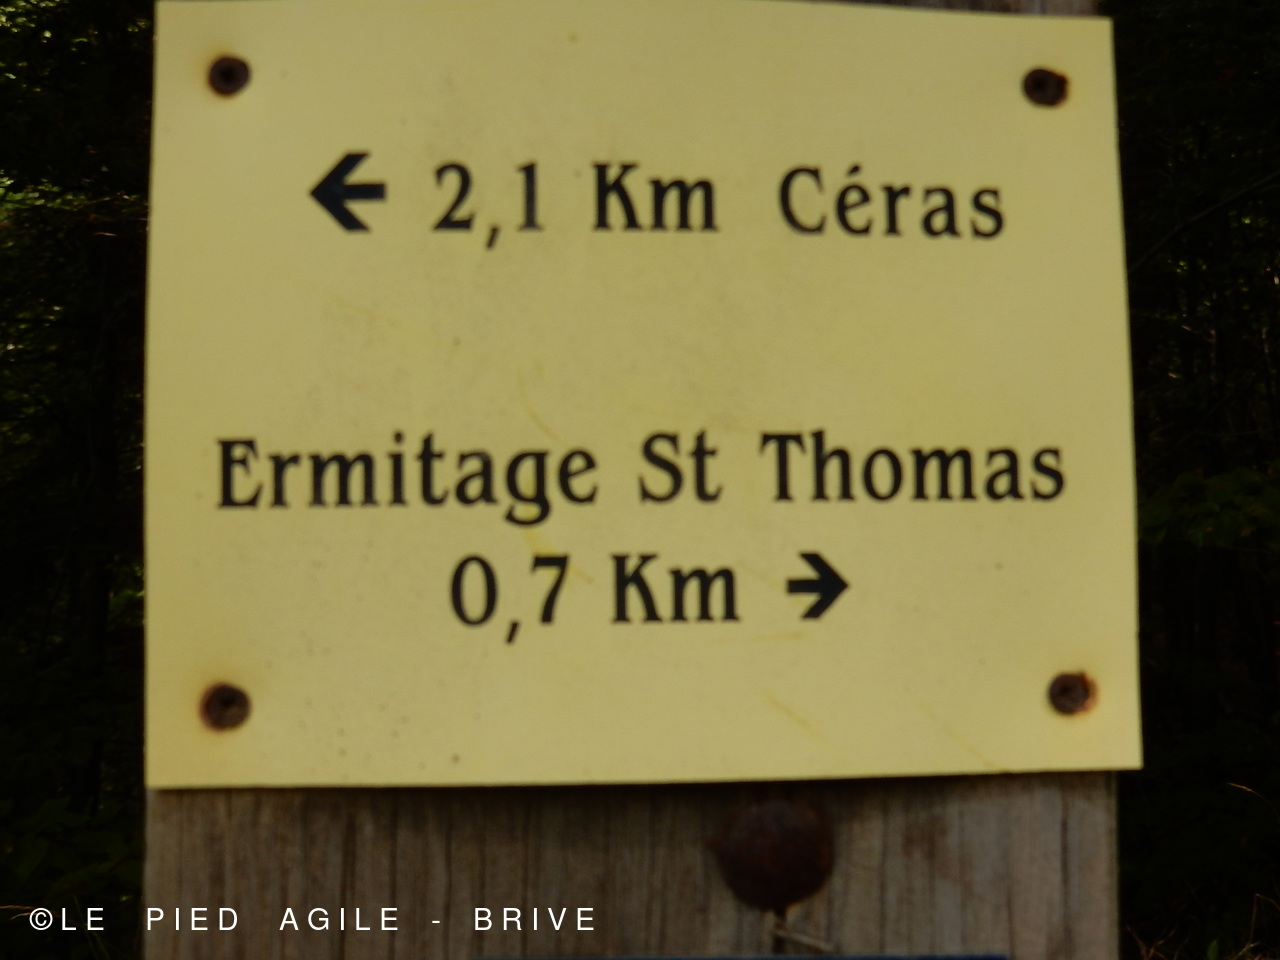 ← 2,1 Km Céras
Ermitage St Thomas
0,7 Km →
©LE PIED AGILE - BRIVE